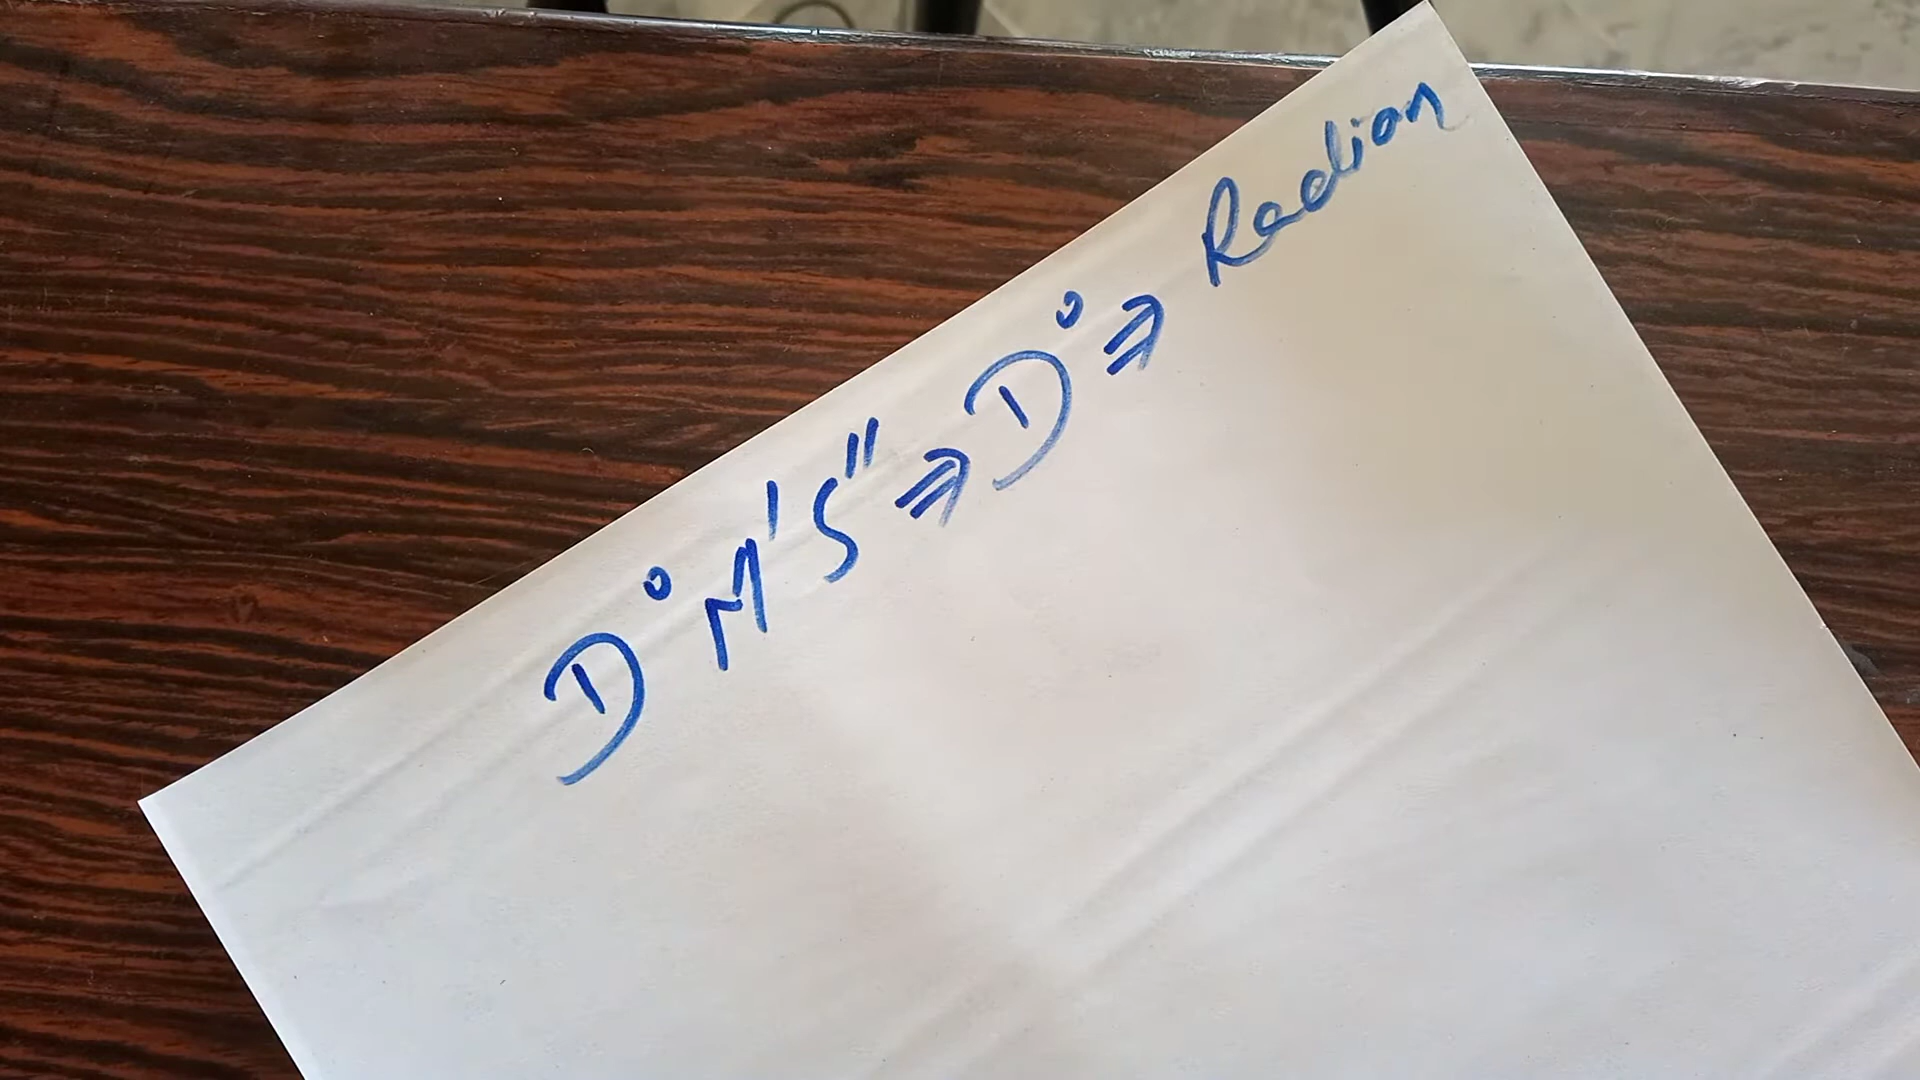 D° M' S" ⇒ D° ⇒ Radian